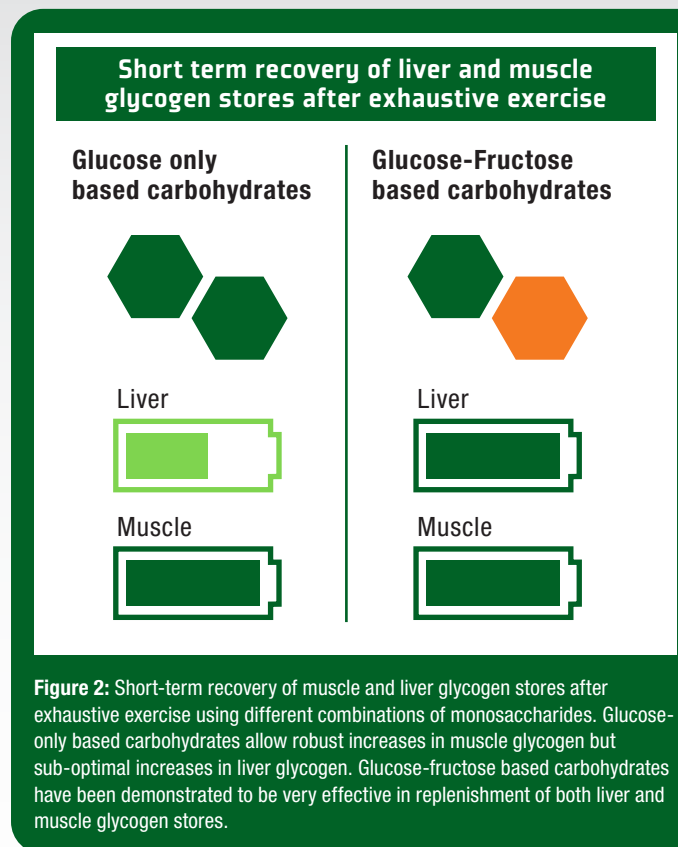 Short term recovery of liver and muscle
glycogen stores after exhaustive exercise
Glucose only
based carbohydrates
Liver
Muscle
Glucose-Fructose
based carbohydrates
Liver
Muscle
Figure 2: Short-term recovery of muscle and liver glycogen stores after
exhaustive exercise using different combinations of monosaccharides. Glucose-
only based carbohydrates allow robust increases in muscle glycogen but
sub-optimal increases in liver glycogen. Glucose-fructose based carbohydrates
have been demonstrated to be very effective in replenishment of both liver and
muscle glycogen stores.